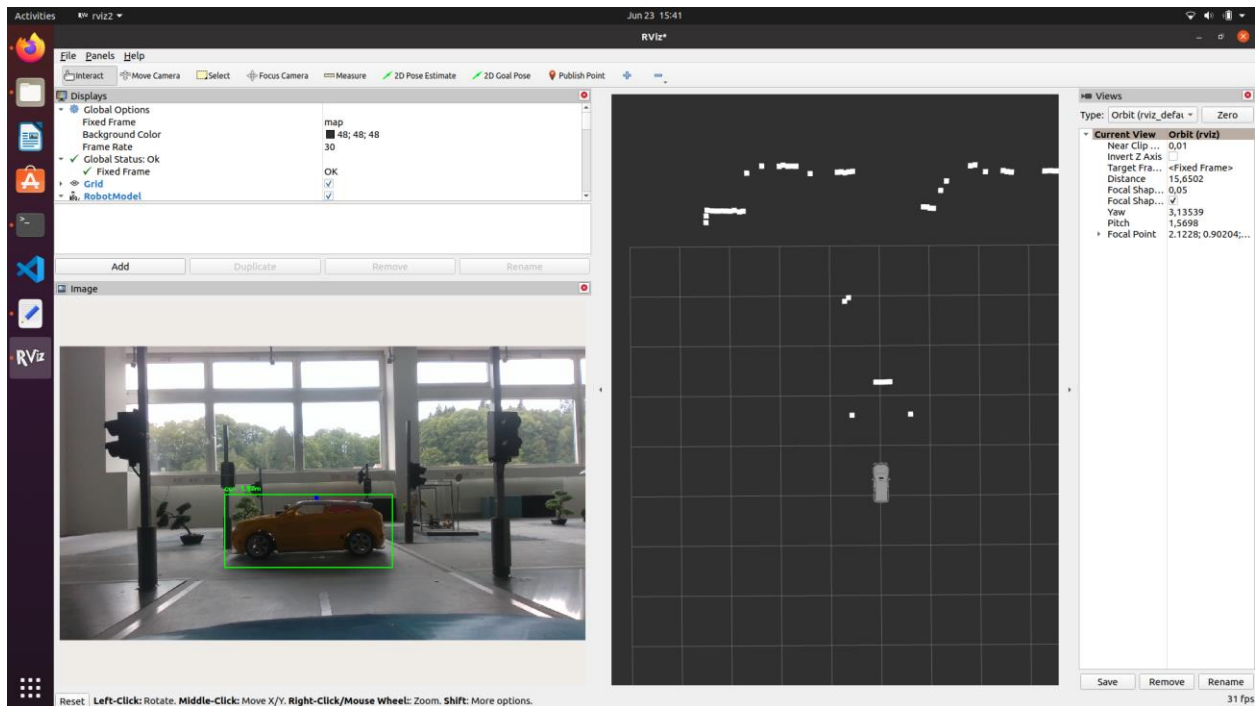 Activities rviz2 Jun 23 15:41
RViz*
File Panels Help
Interact Move Camera Select Focus Camera Measure 2D Pose Estimate 2D Goal Pose Publish Point
Displays
Global Options
Fixed Frame map
Background Color 48; 48; 48
Frame Rate 30
Global Status: Ok
Fixed Frame OK
Grid
RobotModel
Add Duplicate Remove Rename
Image
RViz
Views
Type: Orbit (rviz_defau Zero
Current View Orbit (rviz)
Near Clip ... 0,01
Invert Z Axis
Target Fra... <Fixed Frame>
Distance 15,6502
Focal Shap... 0,05
Focal Shap...
Yaw 3,13539
Pitch 1,5698
Focal Point 2.1228; 0.90204;...
Save Remove Rename
Reset Left-Click: Rotate. Middle-Click: Move X/Y. Right-Click/Mouse Wheel:: Zoom. Shift: More options. 31 fps